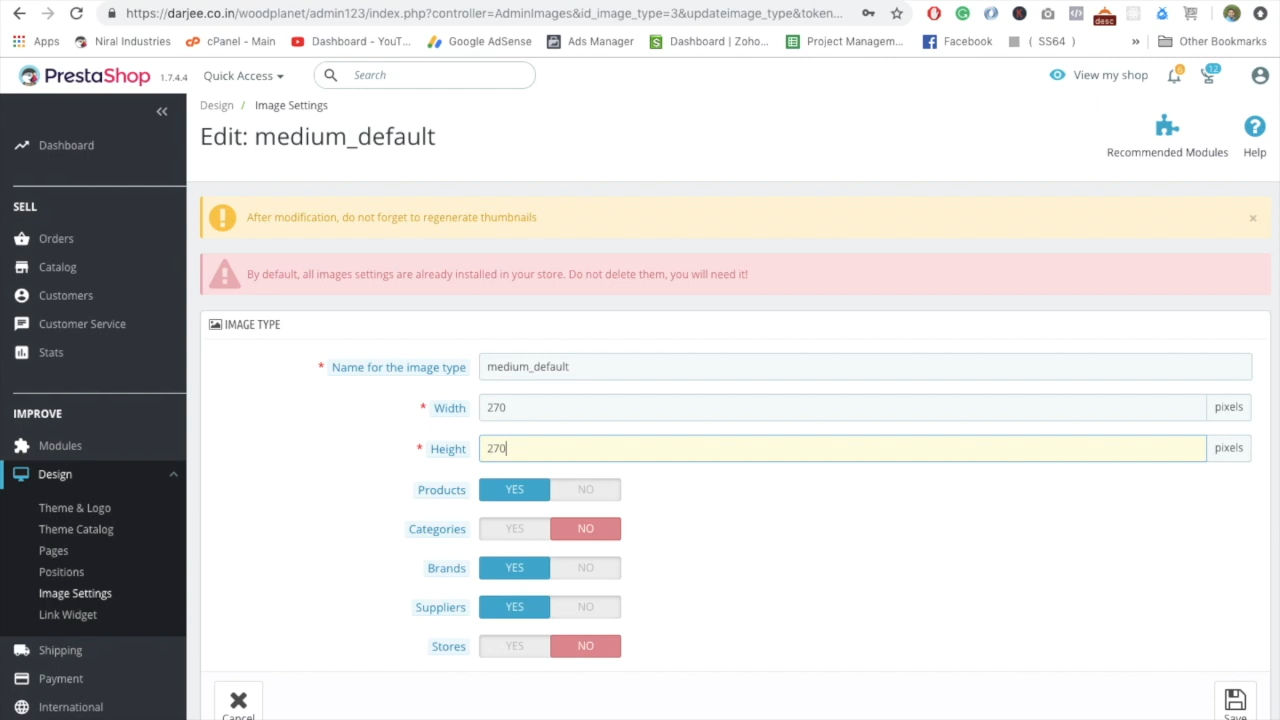 https://darjee.co.in/woodplanet/admin123/index.php?controller=AdminImages&id_image_type=3&updateimage_type&token...
desc
Apps
Niral Industries
cPanel - Main
Dashboard - YouT...
Google AdSense
Ads Manager
Dashboard | Zoho...
Project Managem...
Facebook
( SS64 )
»
Other Bookmarks
PrestaShop 1.7.4.4
Quick Access
Search
View my shop
6
12
Design / Image Settings
Edit: medium_default
Recommended Modules
Help
Dashboard
SELL
Orders
Catalog
Customers
Customer Service
Stats
IMPROVE
Modules
Design
Theme & Logo
Theme Catalog
Pages
Positions
Image Settings
Link Widget
Shipping
Payment
International
After modification, do not forget to regenerate thumbnails
×
By default, all images settings are already installed in your store. Do not delete them, you will need it!
IMAGE TYPE
* Name for the image type medium_default
* Width 270 pixels
* Height 270 pixels
Products YES NO
Categories YES NO
Brands YES NO
Suppliers YES NO
Stores YES NO
Cancel
Save